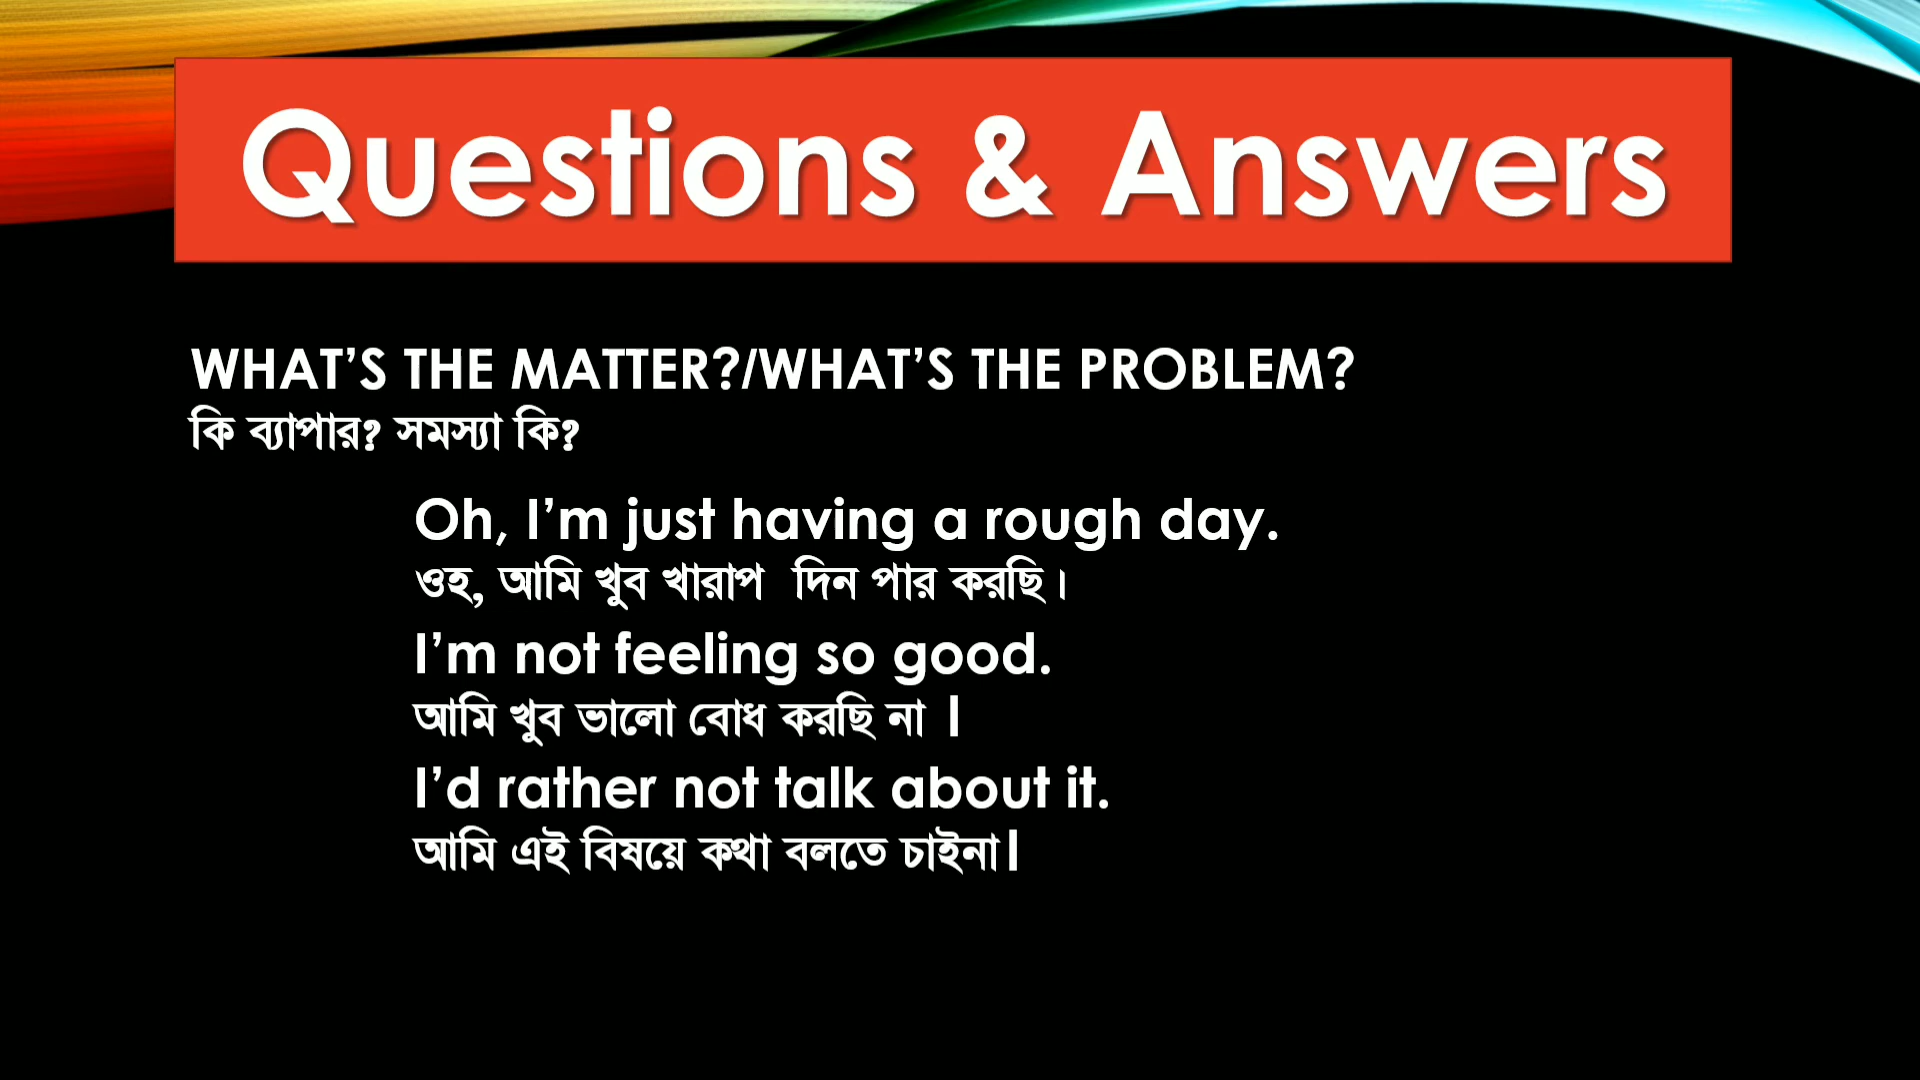 Questions & Answers
WHAT’S THE MATTER?/WHAT’S THE PROBLEM?
কি ব্যাপার? সমস্যা কি?
Oh, I’m just having a rough day.
ওহ, আমি খুব খারাপ  দিন পার করছি।
I’m not feeling so good.
আমি খুব ভালো বোধ করছি না ।
I’d rather not talk about it.
আমি এই বিষয়ে কথা বলতে চাইনা।